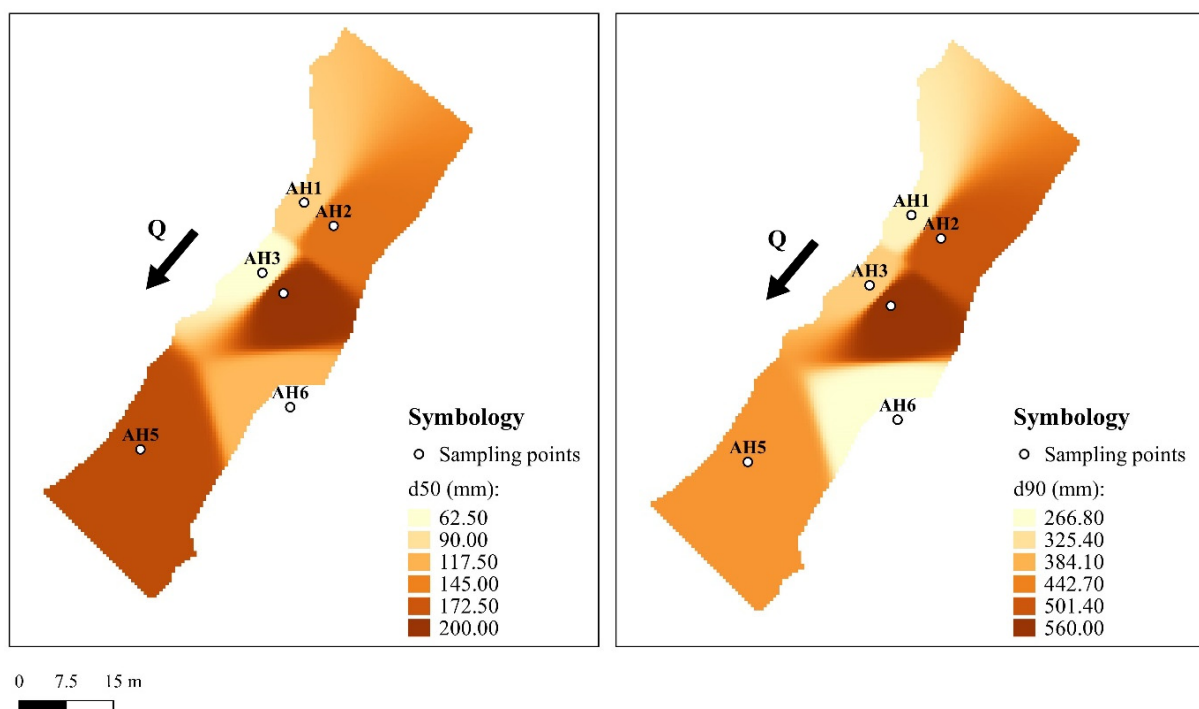 AH1
AH2
Q
AH3
AH6
AH5
Symbology
Sampling points
d50 (mm):
62.50
90.00
117.50
145.00
172.50
200.00
AH1
AH2
Q
AH3
AH6
AH5
Symbology
Sampling points
d90 (mm):
266.80
325.40
384.10
442.70
501.40
560.00
0 7.5 15 m